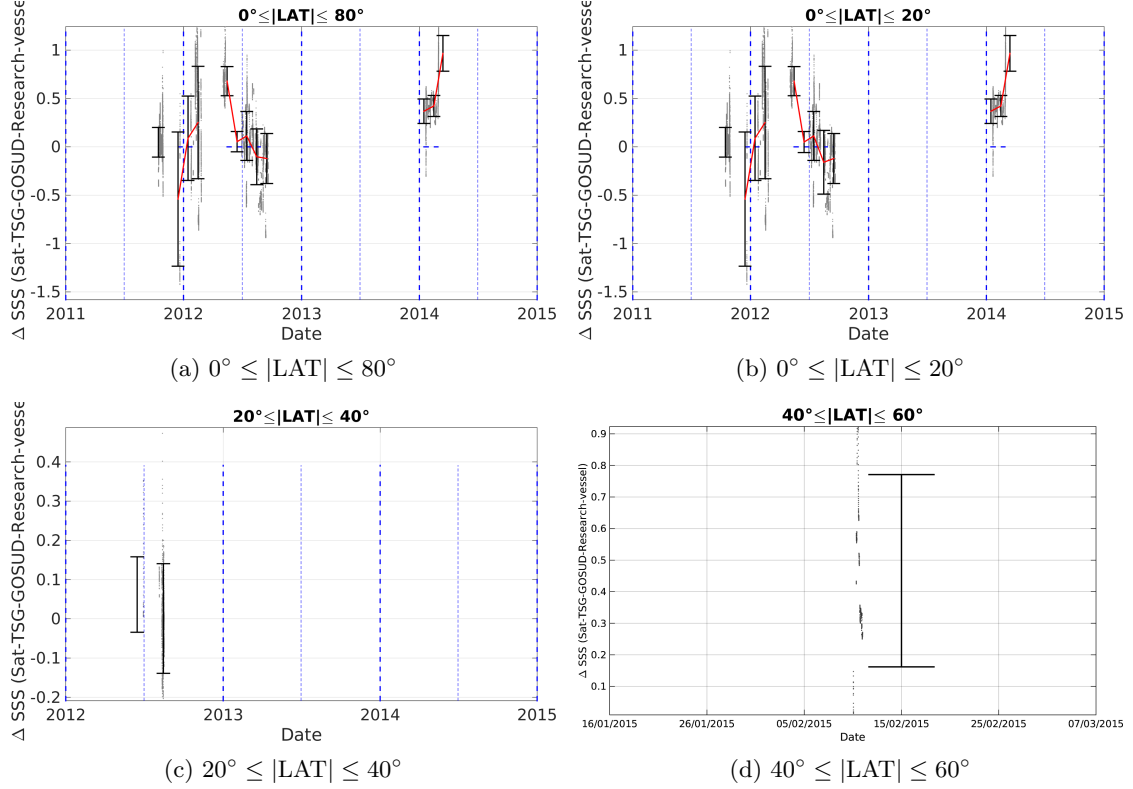 0°≤|LAT|≤ 80°
Δ SSS (Sat-TSG-GOSUD-Research-vesse
1
0.5
0
-0.5
-1
-1.5
2011 2012 2013 2014 2015
Date
(a) 0° ≤ |LAT| ≤ 80°
0°≤|LAT|≤ 20°
Δ SSS (Sat-TSG-GOSUD-Research-vesse
1
0.5
0
-0.5
-1
-1.5
2011 2012 2013 2014 2015
Date
(b) 0° ≤ |LAT| ≤ 20°
20°≤|LAT|≤ 40°
Δ SSS (Sat-TSG-GOSUD-Research-vesse
0.4
0.3
0.2
0.1
0
-0.1
-0.2
2012 2013 2014 2015
Date
(c) 20° ≤ |LAT| ≤ 40°
40°≤|LAT|≤ 60°
Δ SSS (Sat-TSG-GOSUD-Research-vessel)
0.9
0.8
0.7
0.6
0.5
0.4
0.3
0.2
0.1
16/01/2015 26/01/2015 05/02/2015 15/02/2015 25/02/2015 07/03/2015
Date
(d) 40° ≤ |LAT| ≤ 60°